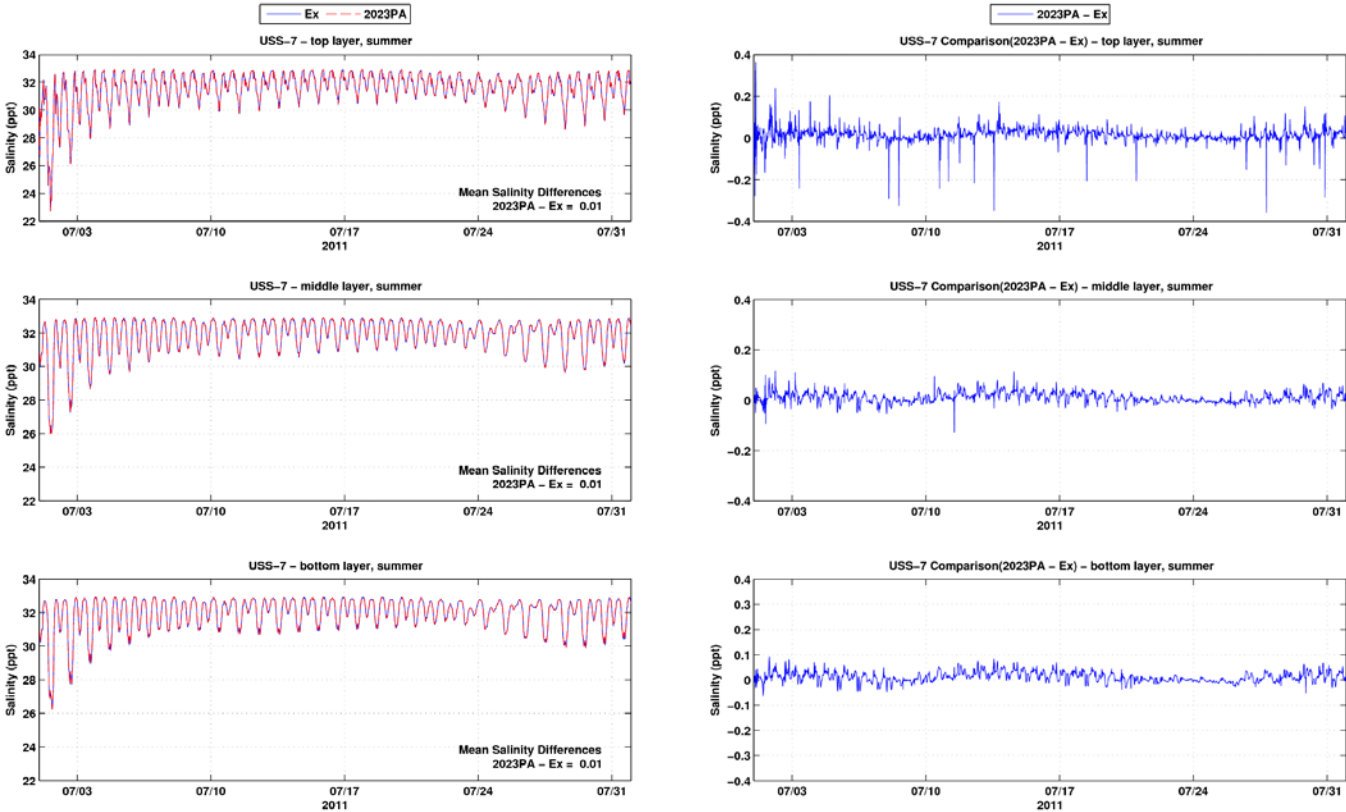 Ex 2023PA
USS-7 - top layer, summer
34
32
30
28
26
24
22
Salinity (ppt)
Mean Salinity Differences
2023PA - Ex = 0.01
07/03 07/10 07/17 07/24 07/31
2011
2023PA - Ex
USS-7 Comparison(2023PA - Ex) - top layer, summer
0.4
0.2
0
-0.2
-0.4
Salinity (ppt)
07/03 07/10 07/17 07/24 07/31
2011
USS-7 - middle layer, summer
34
32
30
28
26
24
22
Salinity (ppt)
Mean Salinity Differences
2023PA - Ex = 0.01
07/03 07/10 07/17 07/24 07/31
2011
USS-7 Comparison(2023PA - Ex) - middle layer, summer
0.4
0.2
0
-0.2
-0.4
Salinity (ppt)
07/03 07/10 07/17 07/24 07/31
2011
USS-7 - bottom layer, summer
34
32
30
28
26
24
22
Salinity (ppt)
Mean Salinity Differences
2023PA - Ex = 0.01
07/03 07/10 07/17 07/24 07/31
2011
USS-7 Comparison(2023PA - Ex) - bottom layer, summer
0.4
0.3
0.2
0.1
0
-0.1
-0.2
-0.3
-0.4
Salinity (ppt)
07/03 07/10 07/17 07/24 07/31
2011